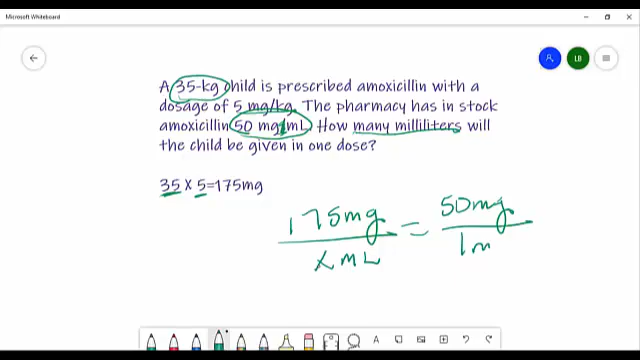 Microsoft Whiteboard
LB
A 35-kg child is prescribed amoxicillin with a
dosage of 5 mg/kg. The pharmacy has in stock
amoxicillin 50 mg/mL. How many milliliters will
the child be given in one dose?
35 x 5=175mg
175mg = 50mg
x mL 1m
A